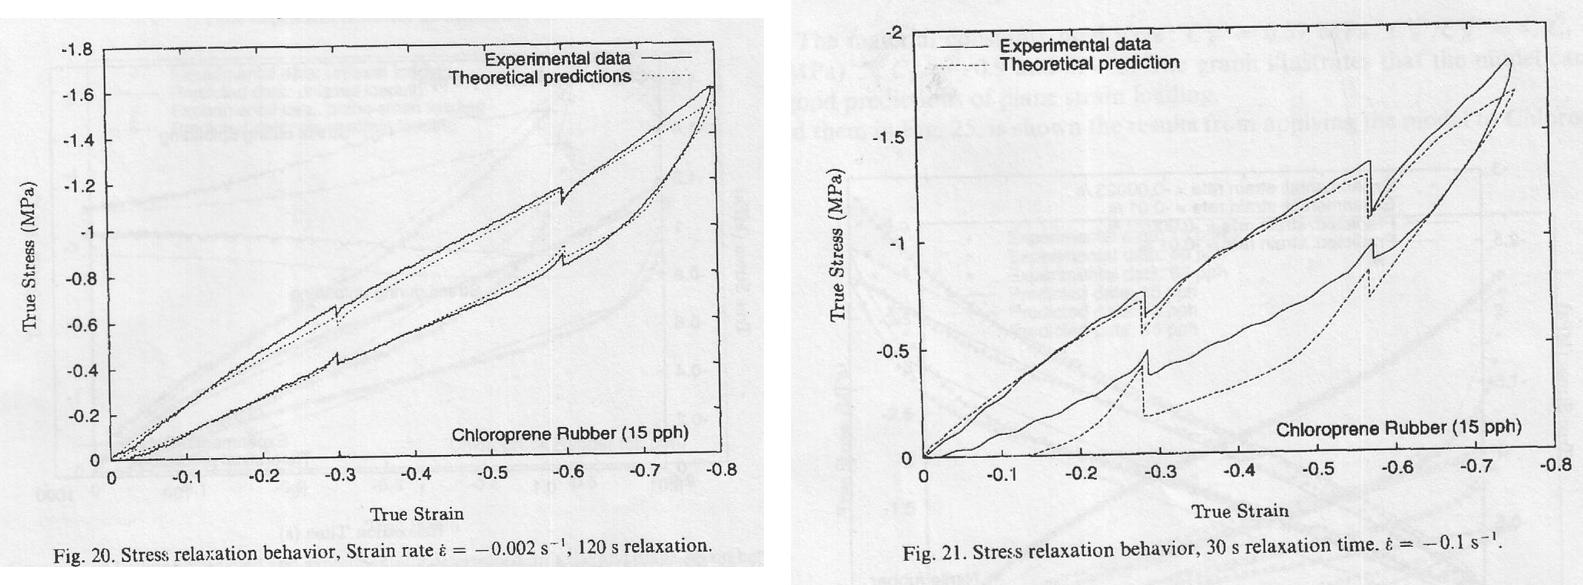 -1.8
-1.6
-1.4
-1.2
-1
-0.8
-0.6
-0.4
-0.2
0
True Stress (MPa)
Experimental data
Theoretical predictions
Chloroprene Rubber (15 pph)
0 -0.1 -0.2 -0.3 -0.4 -0.5 -0.6 -0.7 -0.8
True Strain
Fig. 20. Stress relaxation behavior, Strain rate ε̇ = −0.002 s⁻¹, 120 s relaxation.
-2
-1.5
-1
-0.5
0
True Stress (MPa)
Experimental data
Theoretical prediction
Chloroprene Rubber (15 pph)
0 -0.1 -0.2 -0.3 -0.4 -0.5 -0.6 -0.7 -0.8
True Strain
Fig. 21. Stress relaxation behavior, 30 s relaxation time. ε̇ = −0.1 s⁻¹.